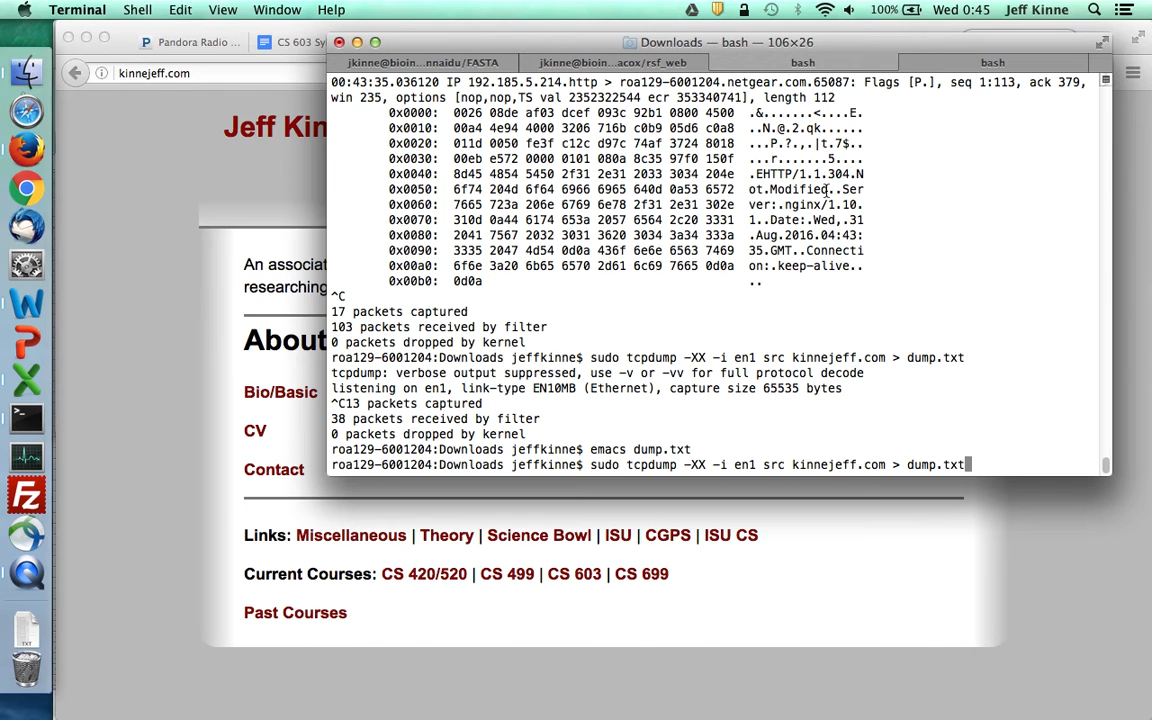 Terminal Shell Edit View Window Help 100% Wed 0:45 Jeff Kinne
Pandora Radio ... CS 603 Sy
kinnejeff.com
Downloads — bash — 106×26
jkinne@bioin...nnaidu/FASTA jkinne@bioin...acox/rsf_web bash bash
00:43:35.036120 IP 192.185.5.214.http > roa129-6001204.netgear.com.65087: Flags [P.], seq 1:113, ack 379,
win 235, options [nop,nop,TS val 2352322544 ecr 353340741], length 112
0x0000: 0026 08de af03 dcef 093c 92b1 0800 4500 .&.......<....E.
0x0010: 00a4 4e94 4000 3206 716b c0b9 05d6 c0a8 ..N.@.2.qk......
0x0020: 011d 0050 fe3f c12c d97c 74af 3724 8018 ...P.?.,.|t.7$..
0x0030: 00eb e572 0000 0101 080a 8c35 97f0 150f ...r.......5....
0x0040: 8d45 4854 5450 2f31 2e31 2033 3034 204e .EHTTP/1.1.304.N
0x0050: 6f74 204d 6f64 6966 6965 640d 0a53 6572 ot.Modified..Ser
0x0060: 7665 723a 206e 6769 6e78 2f31 2e31 302e ver:.nginx/1.10.
0x0070: 310d 0a44 6174 653a 2057 6564 2c20 3331 1..Date:.Wed,.31
0x0080: 2041 7567 2032 3031 3620 3034 3a34 333a .Aug.2016.04:43:
0x0090: 3335 2047 4d54 0d0a 436f 6e6e 6563 7469 35.GMT..Connecti
0x00a0: 6f6e 3a20 6b65 6570 2d61 6c69 7665 0d0a on:.keep-alive..
0x00b0: 0d0a ..
^C
17 packets captured
103 packets received by filter
0 packets dropped by kernel
roa129-6001204:Downloads jeffkinne$ sudo tcpdump -XX -i en1 src kinnejeff.com > dump.txt
tcpdump: verbose output suppressed, use -v or -vv for full protocol decode
listening on en1, link-type EN10MB (Ethernet), capture size 65535 bytes
^C13 packets captured
38 packets received by filter
0 packets dropped by kernel
roa129-6001204:Downloads jeffkinne$ emacs dump.txt
roa129-6001204:Downloads jeffkinne$ sudo tcpdump -XX -i en1 src kinnejeff.com > dump.txt
Jeff Kin
An associat
researching
About
Bio/Basic
CV
Contact
Links: Miscellaneous | Theory | Science Bowl | ISU | CGPS | ISU CS
Current Courses: CS 420/520 | CS 499 | CS 603 | CS 699
Past Courses